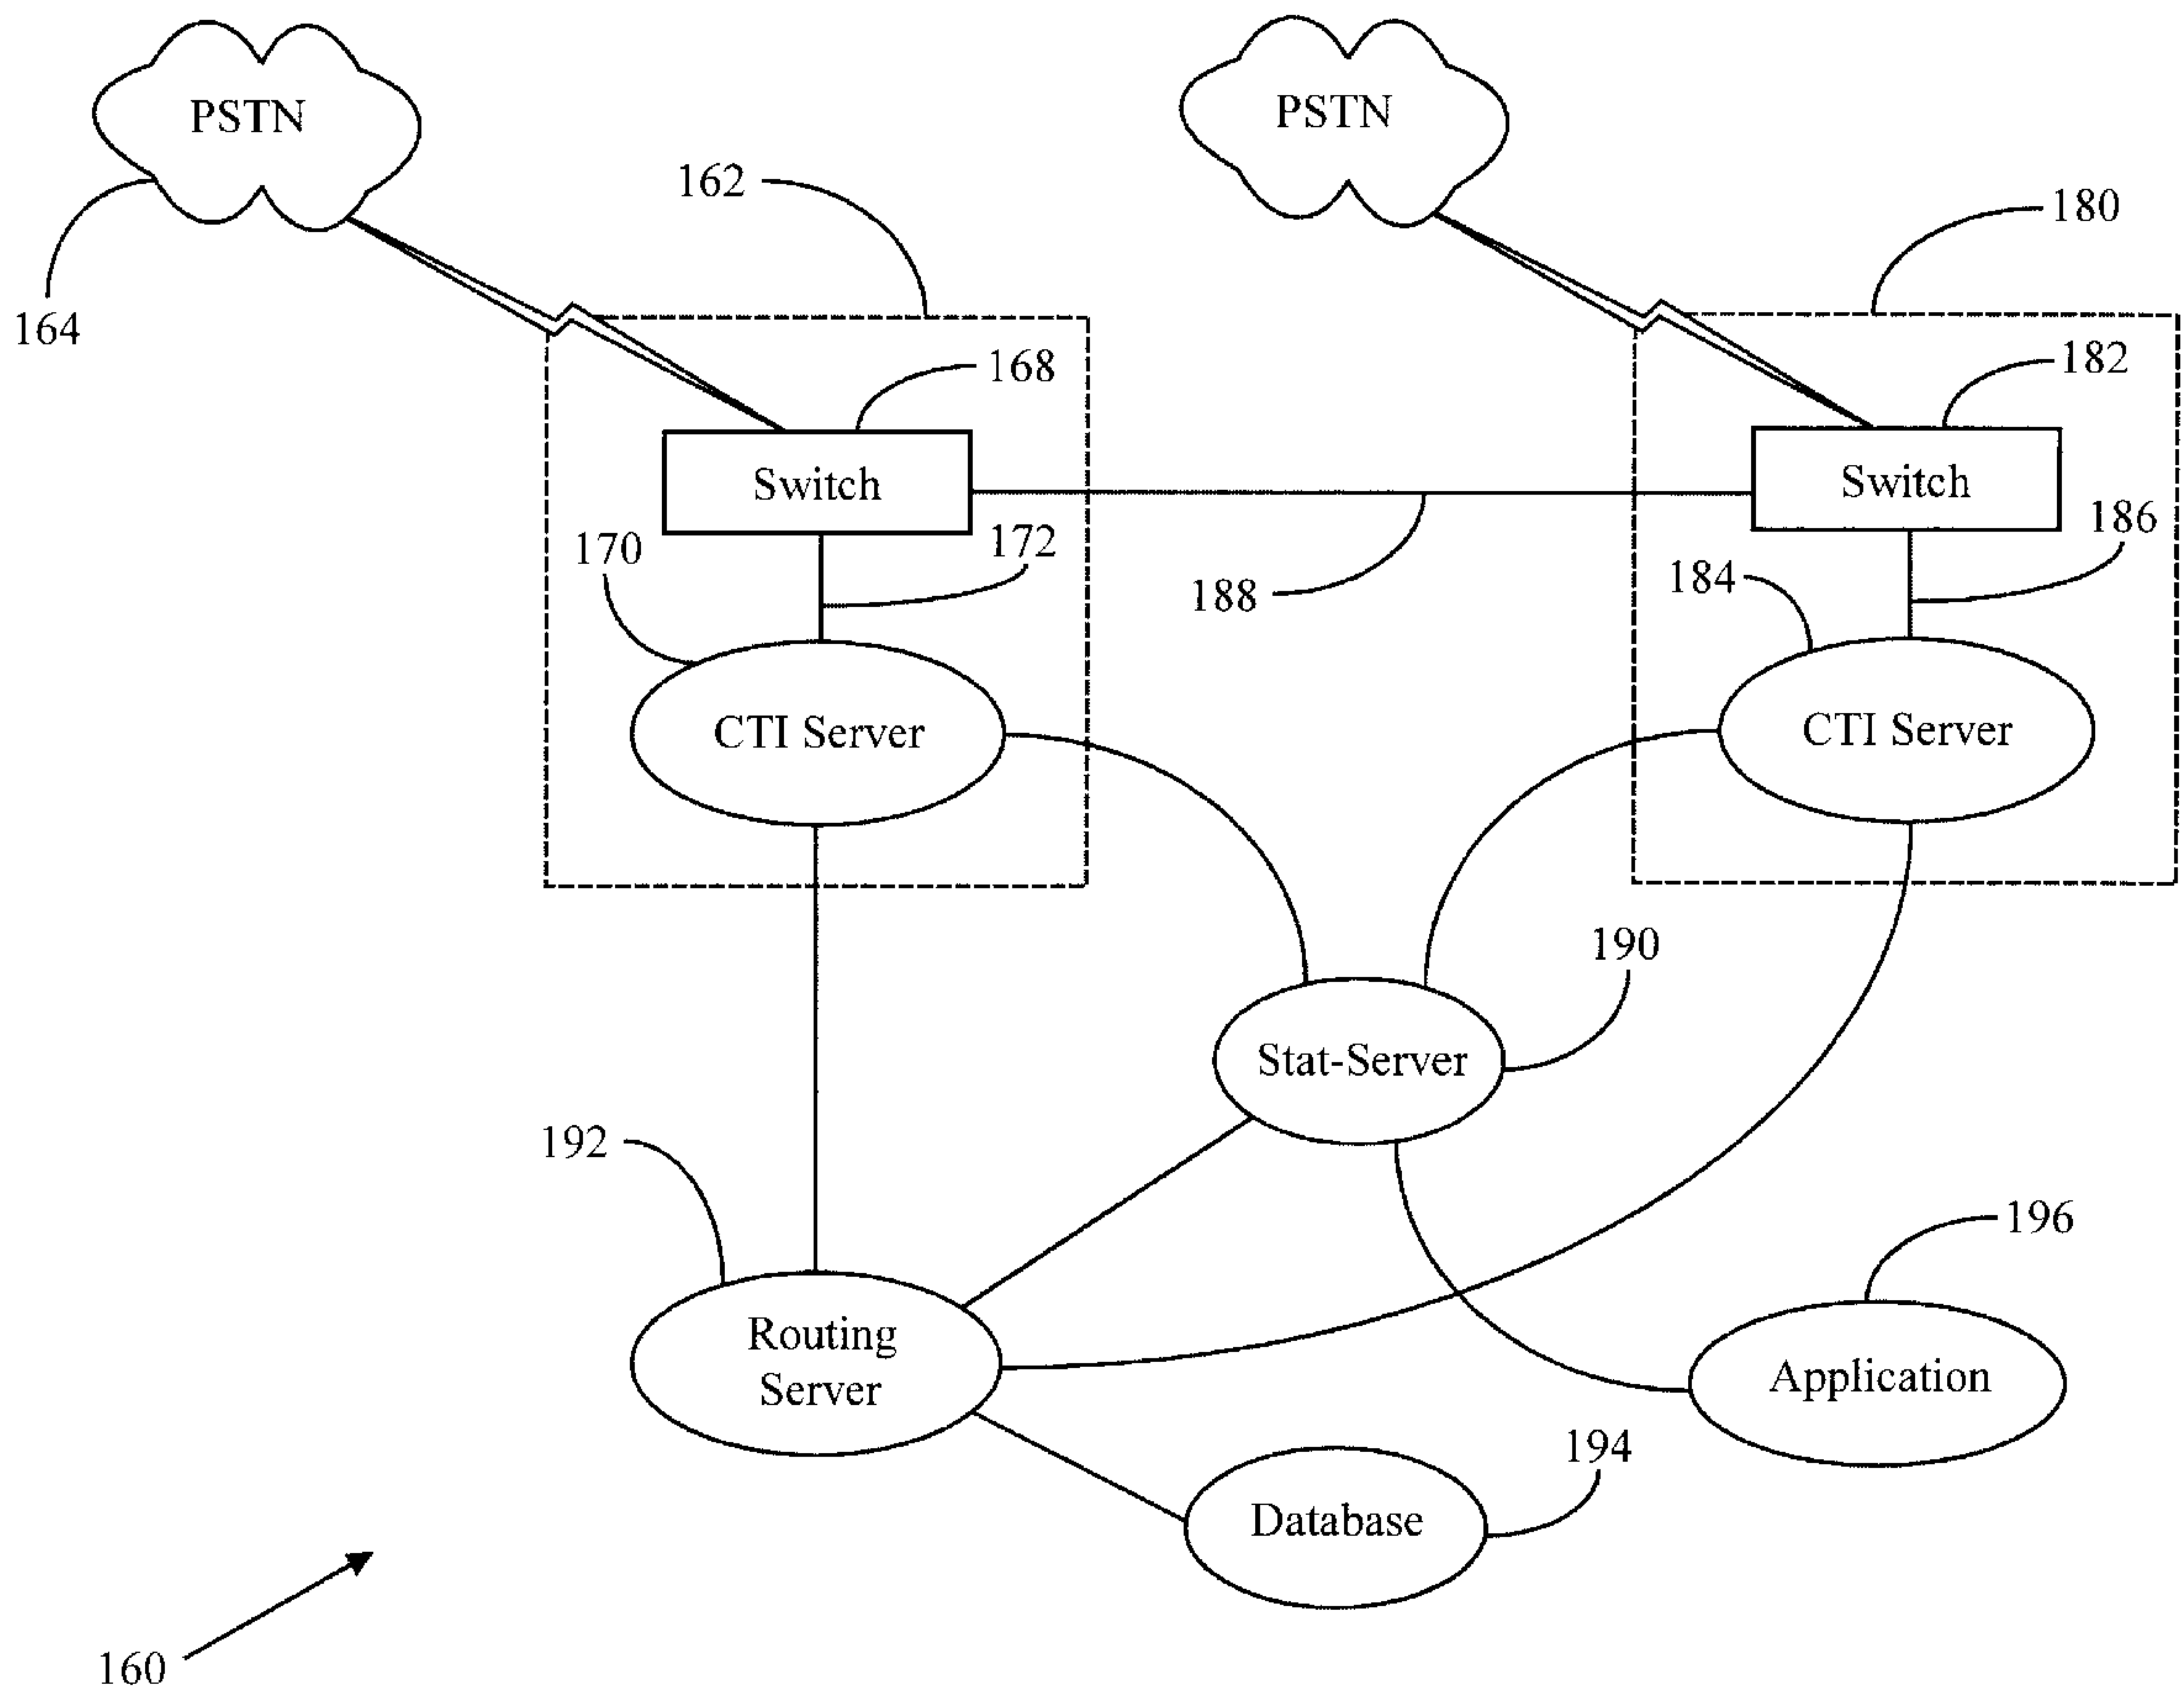 PSTN
PSTN
162
180
164
168
182
Switch
Switch
170
172
188
184
186
CTI Server
CTI Server
190
Stat-Server
192
196
Routing
Server
Application
194
Database
160